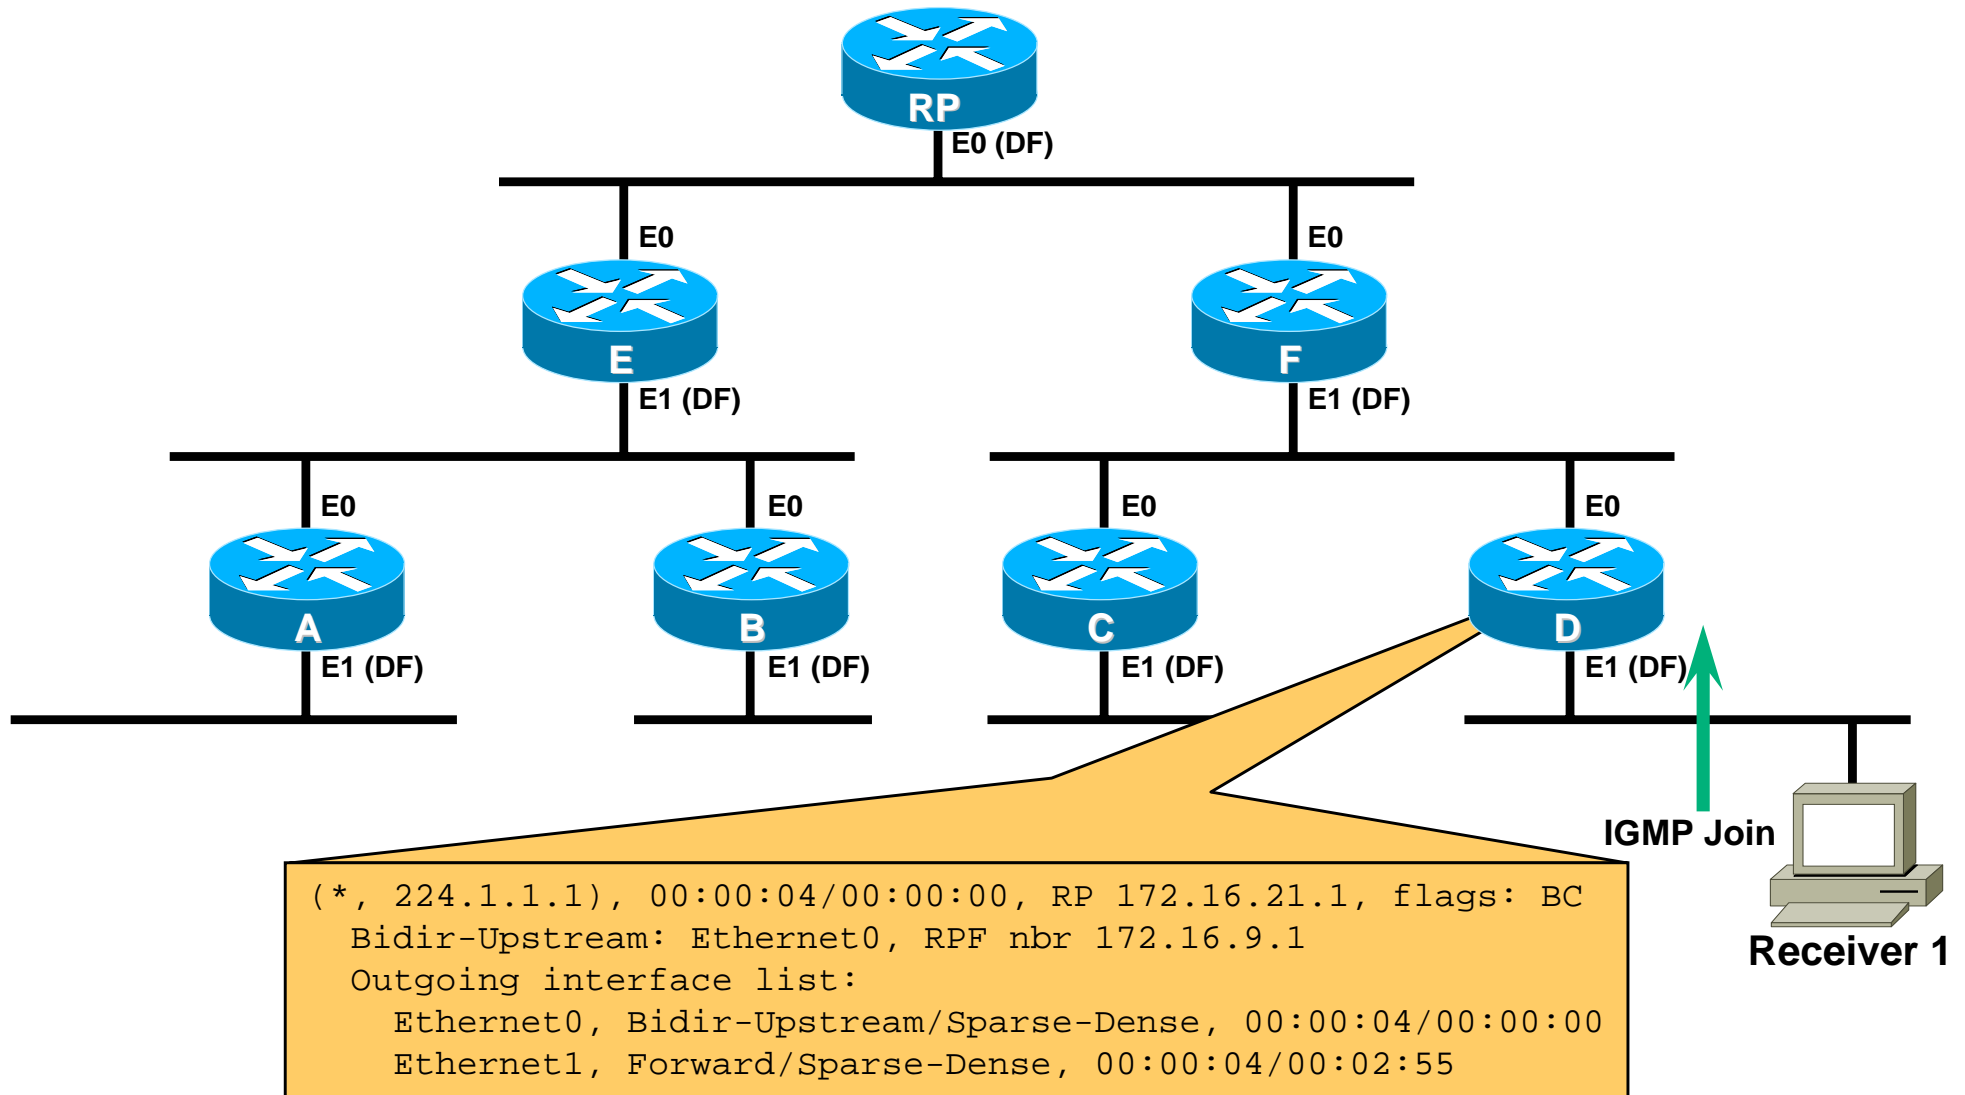 RP
E0 (DF)
E0
E0
E
F
E1 (DF)
E1 (DF)
E0
E0
E0
E0
A
B
C
D
E1 (DF)
E1 (DF)
E1 (DF)
E1 (DF)
IGMP Join
Receiver 1
(*, 224.1.1.1), 00:00:04/00:00:00, RP 172.16.21.1, flags: BC
Bidir-Upstream: Ethernet0, RPF nbr 172.16.9.1
Outgoing interface list:
Ethernet0, Bidir-Upstream/Sparse-Dense, 00:00:04/00:00:00
Ethernet1, Forward/Sparse-Dense, 00:00:04/00:02:55